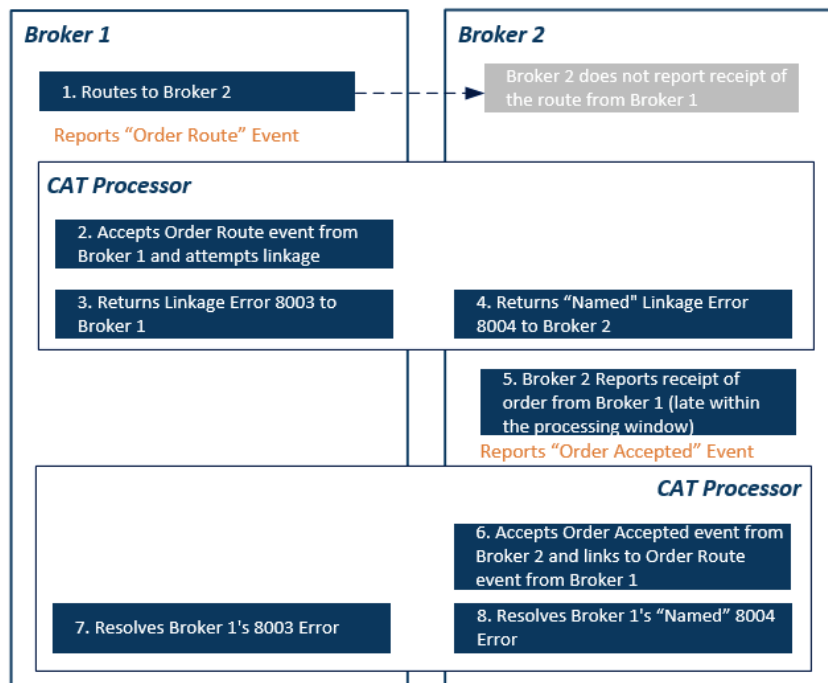 Broker 1
Broker 2
1. Routes to Broker 2
Broker 2 does not report receipt of
the route from Broker 1
Reports “Order Route” Event
CAT Processor
2. Accepts Order Route event from
Broker 1 and attempts linkage
3. Returns Linkage Error 8003 to
Broker 1
4. Returns “Named" Linkage Error
8004 to Broker 2
5. Broker 2 Reports receipt of
order from Broker 1 (late within
the processing window)
Reports “Order Accepted” Event
CAT Processor
6. Accepts Order Accepted event from
Broker 2 and links to Order Route
event from Broker 1
7. Resolves Broker 1's 8003 Error
8. Resolves Broker 1's “Named” 8004
Error